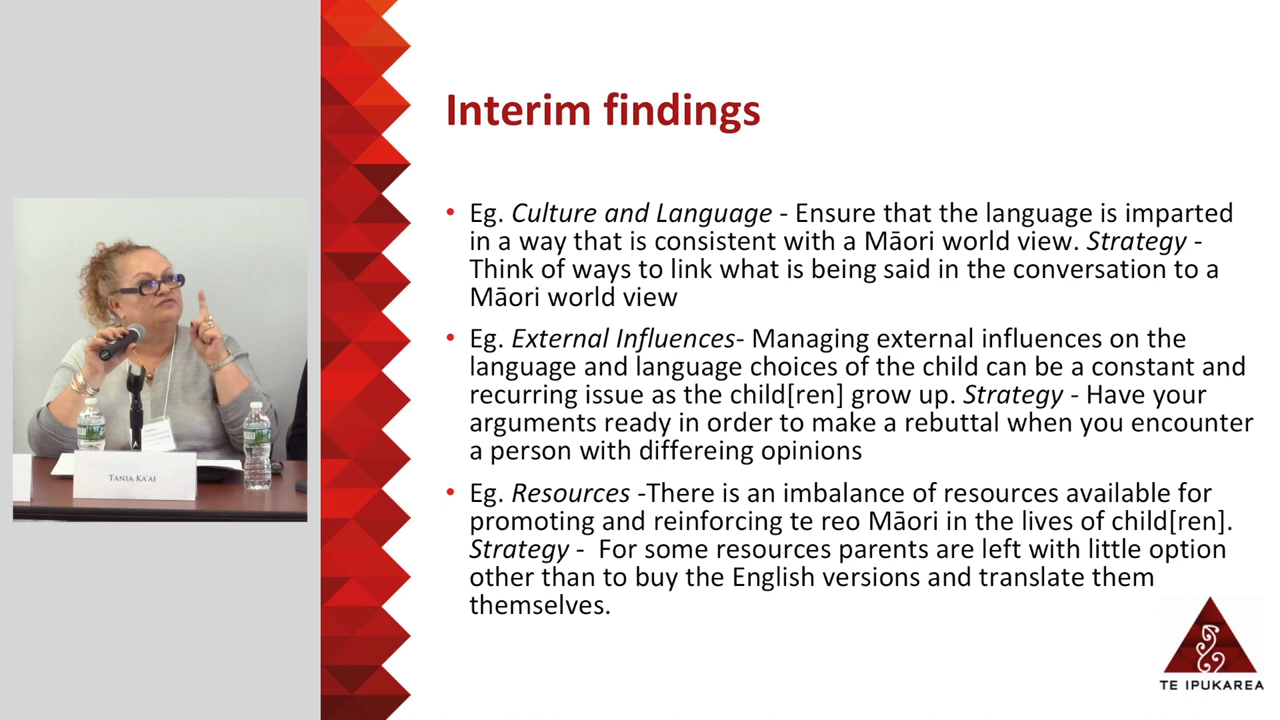 Interim findings
• Eg. Culture and Language - Ensure that the language is imparted
in a way that is consistent with a Māori world view. Strategy -
Think of ways to link what is being said in the conversation to a
Māori world view
• Eg. External Influences- Managing external influences on the
language and language choices of the child can be a constant and
recurring issue as the child[ren] grow up. Strategy - Have your
arguments ready in order to make a rebuttal when you encounter
a person with differeing opinions
• Eg. Resources -There is an imbalance of resources available for
promoting and reinforcing te reo Māori in the lives of child[ren].
Strategy - For some resources parents are left with little option
other than to buy the English versions and translate them
themselves.
TANIA KA'AI
TE IPUKAREA